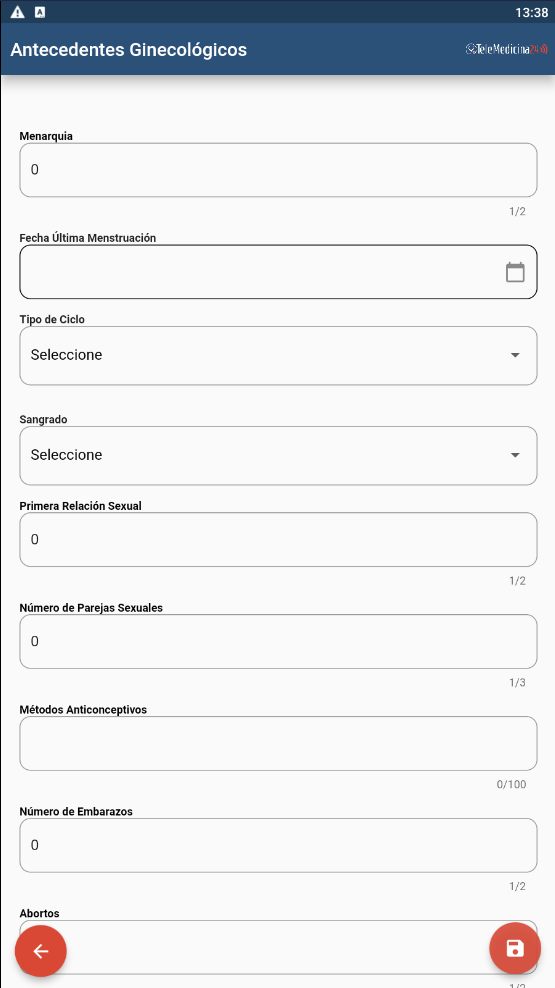 13:38
Antecedentes Ginecológicos
TeleMedicina24
Menarquia
0
1/2
Fecha Última Menstruación
Tipo de Ciclo
Seleccione
Sangrado
Seleccione
Primera Relación Sexual
0
1/2
Número de Parejas Sexuales
0
1/3
Métodos Anticonceptivos
0/100
Número de Embarazos
0
1/2
Abortos
1/2